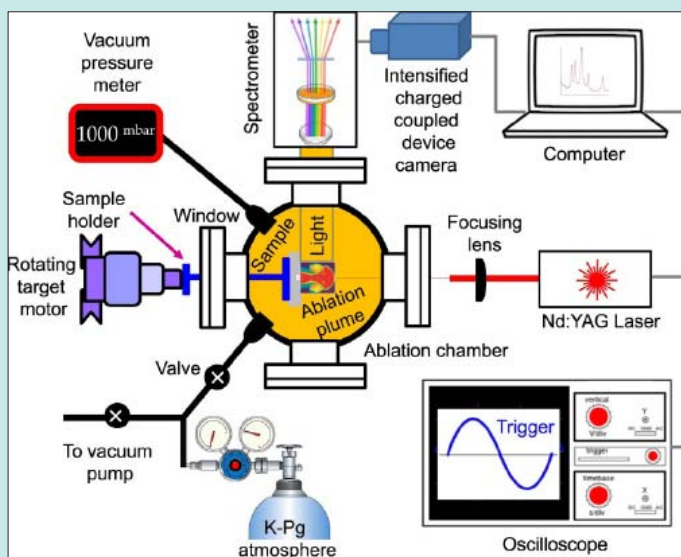 Vacuum
pressure
meter
1000 mbar
Spectrometer
Intensified
charged
coupled
device
camera
Computer
Sample
holder
Window
Rotating
target
motor
Sample
Light
Ablation
plume
Focusing
lens
Nd:YAG Laser
Ablation chamber
Valve
To vacuum
pump
K-Pg
atmosphere
Trigger
vertical
V/div
Y
trigger
timebase
s/div
X
Oscilloscope